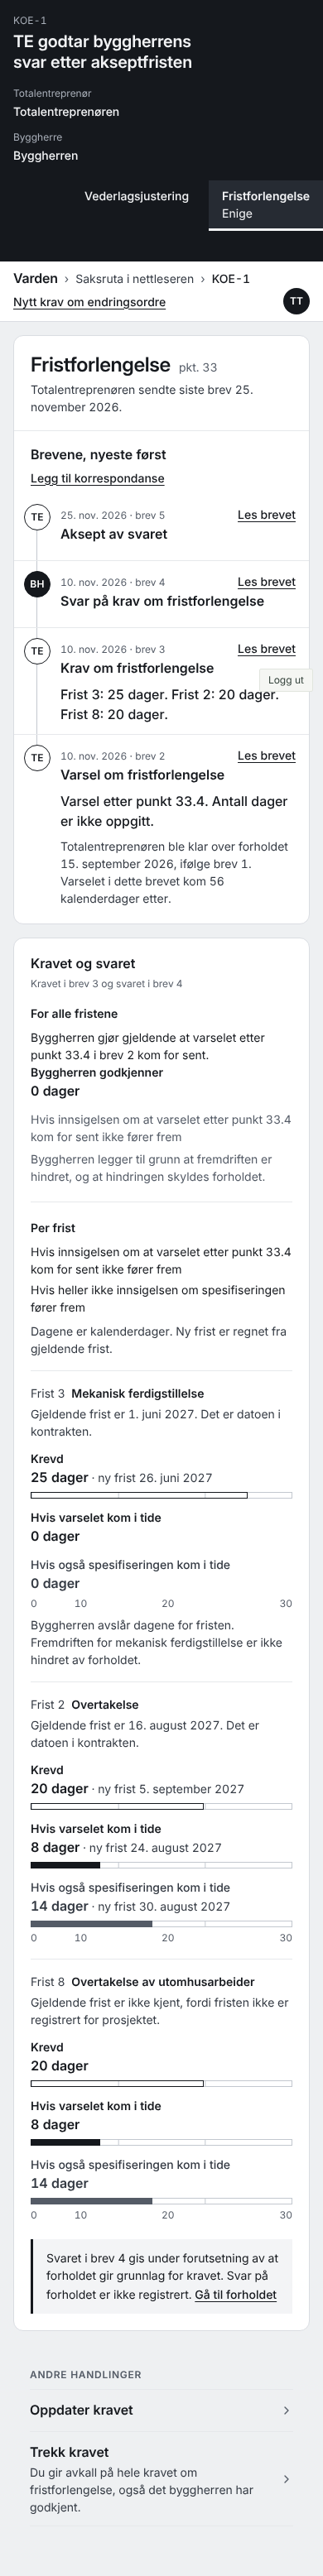 KOE-1
TE godtar byggherrens
svar etter akseptfristen
Totalentreprenør
Totalentreprenøren
Byggherre
Byggherren
Vederlagsjustering
Fristforlengelse
Enige
Varden › Saksruta i nettleseren › KOE-1
Nytt krav om endringsordre
TT
Fristforlengelse pkt. 33
Totalentreprenøren sendte siste brev 25.
november 2026.
Brevene, nyeste først
Legg til korrespondanse
TE
25. nov. 2026 · brev 5
Les brevet
Aksept av svaret
BH
10. nov. 2026 · brev 4
Les brevet
Svar på krav om fristforlengelse
TE
10. nov. 2026 · brev 3
Les brevet
Krav om fristforlengelse
Logg ut
Frist 3: 25 dager. Frist 2: 20 dager.
Frist 8: 20 dager.
TE
10. nov. 2026 · brev 2
Les brevet
Varsel om fristforlengelse
Varsel etter punkt 33.4. Antall dager
er ikke oppgitt.
Totalentreprenøren ble klar over forholdet
15. september 2026, ifølge brev 1.
Varselet i dette brevet kom 56
kalenderdager etter.
Kravet og svaret
Kravet i brev 3 og svaret i brev 4
For alle fristene
Byggherren gjør gjeldende at varselet etter
punkt 33.4 i brev 2 kom for sent.
Byggherren godkjenner
0 dager
Hvis innsigelsen om at varselet etter punkt 33.4
kom for sent ikke fører frem
Byggherren legger til grunn at fremdriften er
hindret, og at hindringen skyldes forholdet.
Per frist
Hvis innsigelsen om at varselet etter punkt 33.4
kom for sent ikke fører frem
Hvis heller ikke innsigelsen om spesifiseringen
fører frem
Dagene er kalenderdager. Ny frist er regnet fra
gjeldende frist.
Frist 3 Mekanisk ferdigstillelse
Gjeldende frist er 1. juni 2027. Det er datoen i
kontrakten.
Krevd
25 dager · ny frist 26. juni 2027
Hvis varselet kom i tide
0 dager
Hvis også spesifiseringen kom i tide
0 dager
0 10 20 30
Byggherren avslår dagene for fristen.
Fremdriften for mekanisk ferdigstillelse er ikke
hindret av forholdet.
Frist 2 Overtakelse
Gjeldende frist er 16. august 2027. Det er
datoen i kontrakten.
Krevd
20 dager · ny frist 5. september 2027
Hvis varselet kom i tide
8 dager · ny frist 24. august 2027
Hvis også spesifiseringen kom i tide
14 dager · ny frist 30. august 2027
0 10 20 30
Frist 8 Overtakelse av utomhusarbeider
Gjeldende frist er ikke kjent, fordi fristen ikke er
registrert for prosjektet.
Krevd
20 dager
Hvis varselet kom i tide
8 dager
Hvis også spesifiseringen kom i tide
14 dager
0 10 20 30
Svaret i brev 4 gis under forutsetning av at
forholdet gir grunnlag for kravet. Svar på
forholdet er ikke registrert. Gå til forholdet
ANDRE HANDLINGER
Oppdater kravet
Trekk kravet
Du gir avkall på hele kravet om
fristforlengelse, også det byggherren har
godkjent.